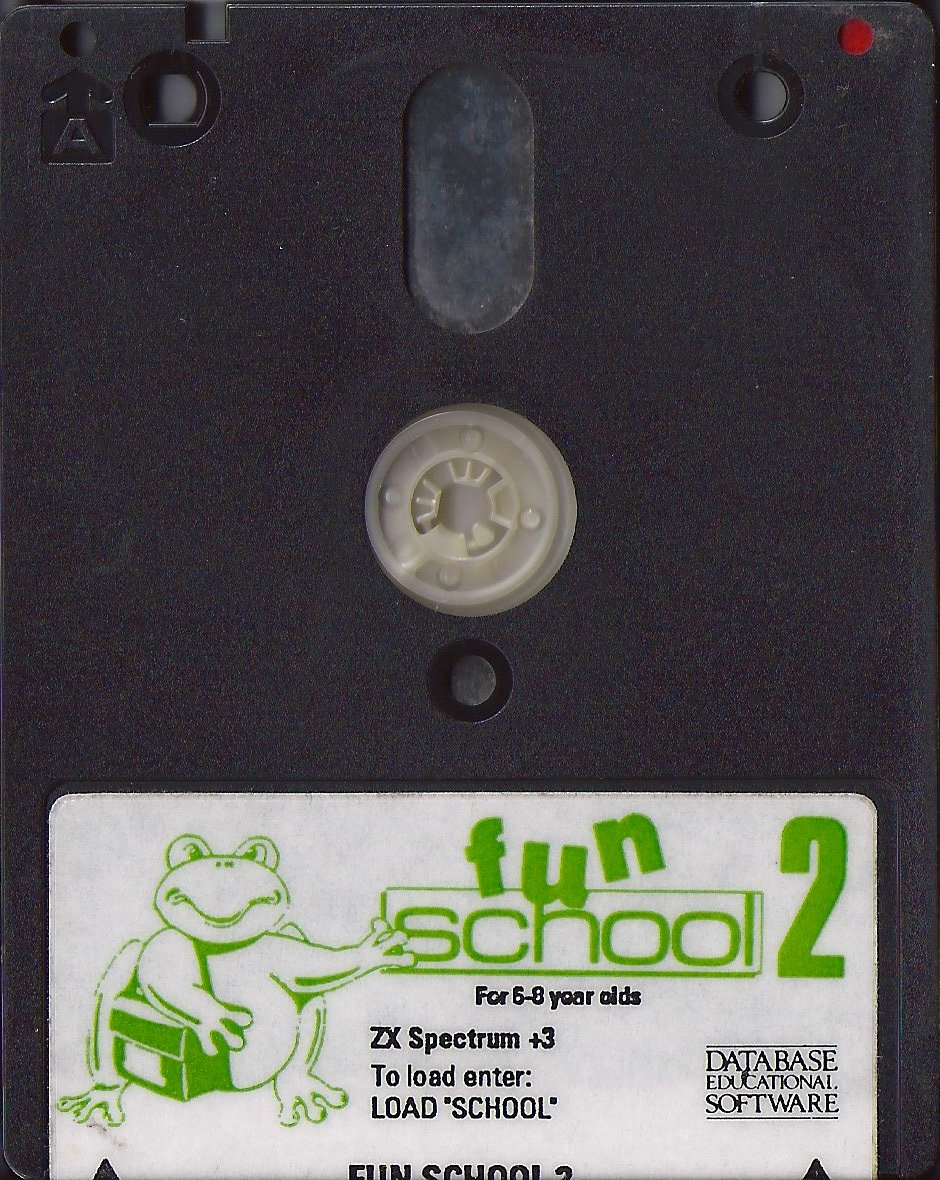 A
fun
school 2
For 6-8 year olds
ZX Spectrum +3
To load enter:
LOAD "SCHOOL"
DATABASE
EDUCATIONAL
SOFTWARE
FUN SCHOOL 2